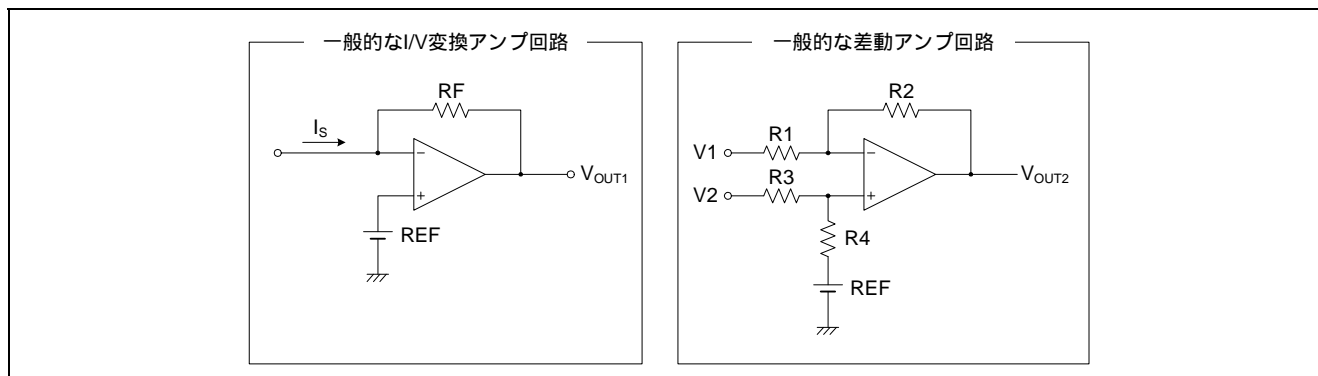 一般的なI/V変換アンプ回路
RF
IS
−
+
VOUT1
REF
一般的な差動アンプ回路
R2
R1
V1
−
V2
R3
+
VOUT2
R4
REF